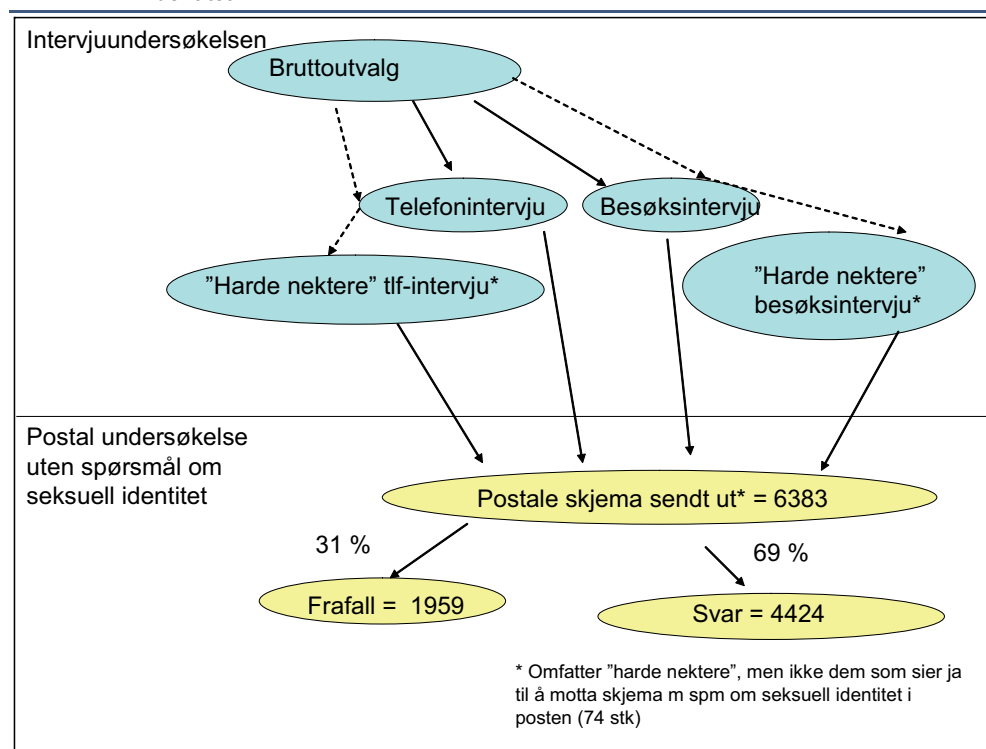 Intervjuundersøkelsen
Bruttoutvalg
Telefonintervju
Besøksintervju
”Harde nektere” tlf-intervju*
”Harde nektere”
besøksintervju*
Postal undersøkelse
uten spørsmål om
seksuell identitet
Postale skjema sendt ut* = 6383
31 %
69 %
Frafall = 1959
Svar = 4424
* Omfatter ”harde nektere”, men ikke dem som sier ja
til å motta skjema m spm om seksuell identitet i
posten (74 stk)